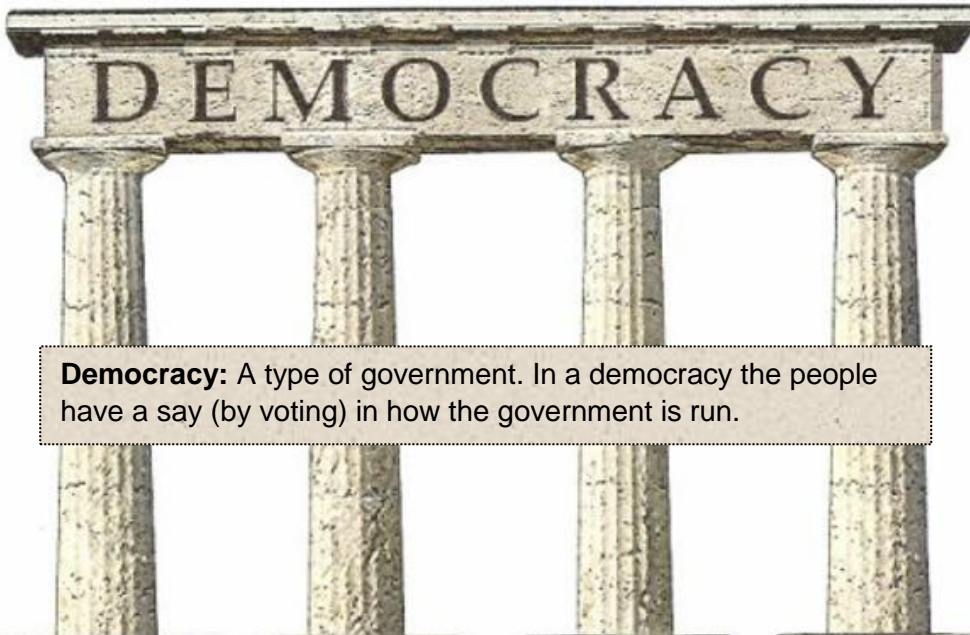 DEMOCRACY
Democracy: A type of government. In a democracy the people
have a say (by voting) in how the government is run.